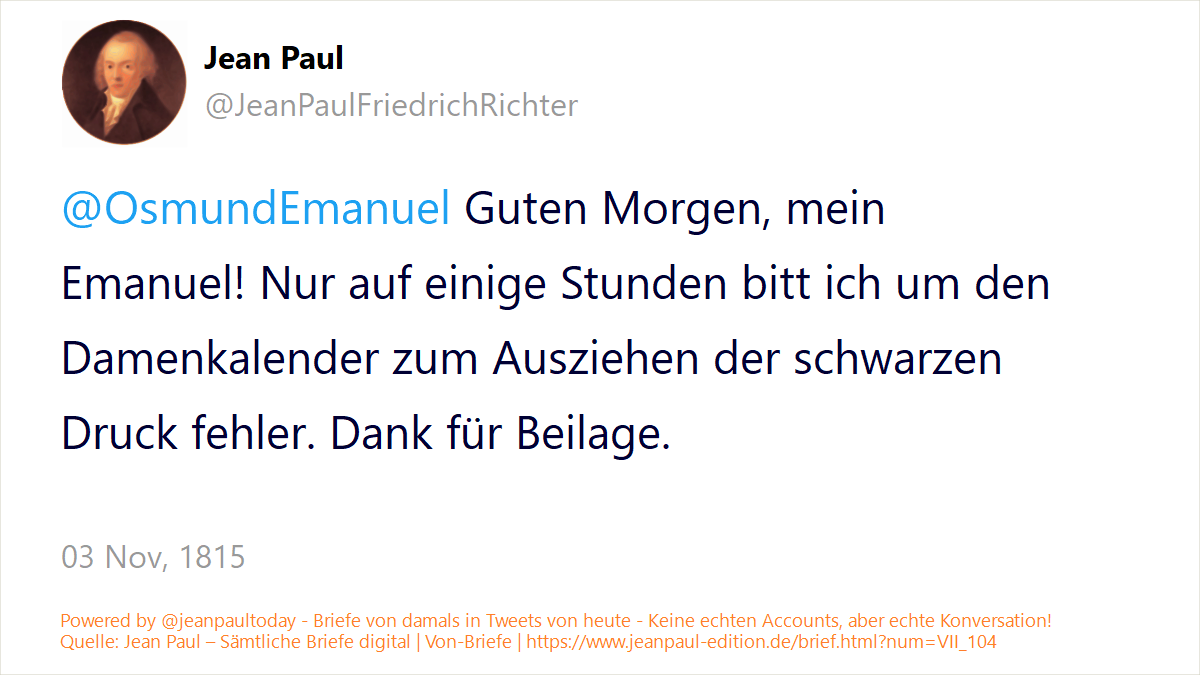 Jean Paul
@JeanPaulFriedrichRichter
@OsmundEmanuel Guten Morgen, mein
Emanuel! Nur auf einige Stunden bitt ich um den
Damenkalender zum Ausziehen der schwarzen
Druck fehler. Dank für Beilage.
03 Nov, 1815
Powered by @jeanpaultoday - Briefe von damals in Tweets von heute - Keine echten Accounts, aber echte Konversation!
Quelle: Jean Paul – Sämtliche Briefe digital | Von-Briefe | https://www.jeanpaul-edition.de/brief.html?num=VII_104